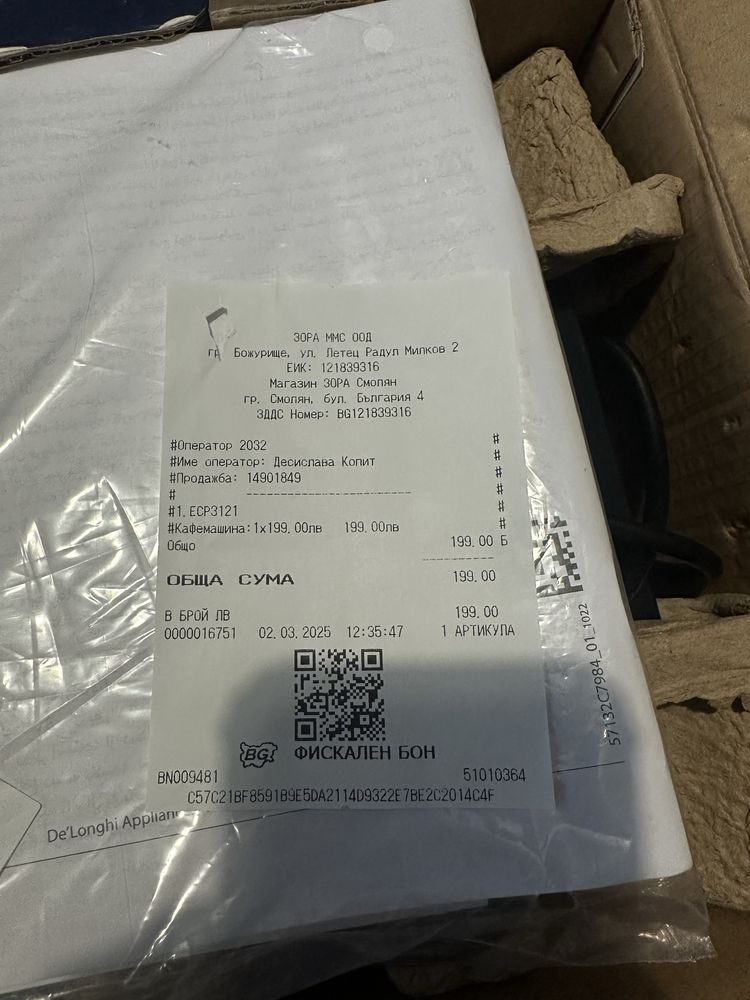 ЗОРА ММС ООД
гр. Божурище, ул. Летец Радул Милков 2
ЕИК: 121839316
Магазин ЗОРА Смолян
гр. Смолян, бул. България 4
ЗДДС Номер: BG121839316
#Оператор 2032 #
#Име оператор: Десислава Копит #
#Продажба: 14901849 #
# -------------------------- #
#1. ECP3121 #
#Кафемашина:1x199.00лв 199.00лв #
Общо 199.00 Б
ОБЩА СУМА 199.00
В БРОЙ ЛВ 199.00
0000016751 02.03.2025 12:35:47 1 АРТИКУЛА
BG ФИСКАЛЕН БОН
BN009481 51010364
C57C21BF8591B9E5DA2114D9322E7BE2C2014C4F
De'Longhi
57132C7984_01_1022